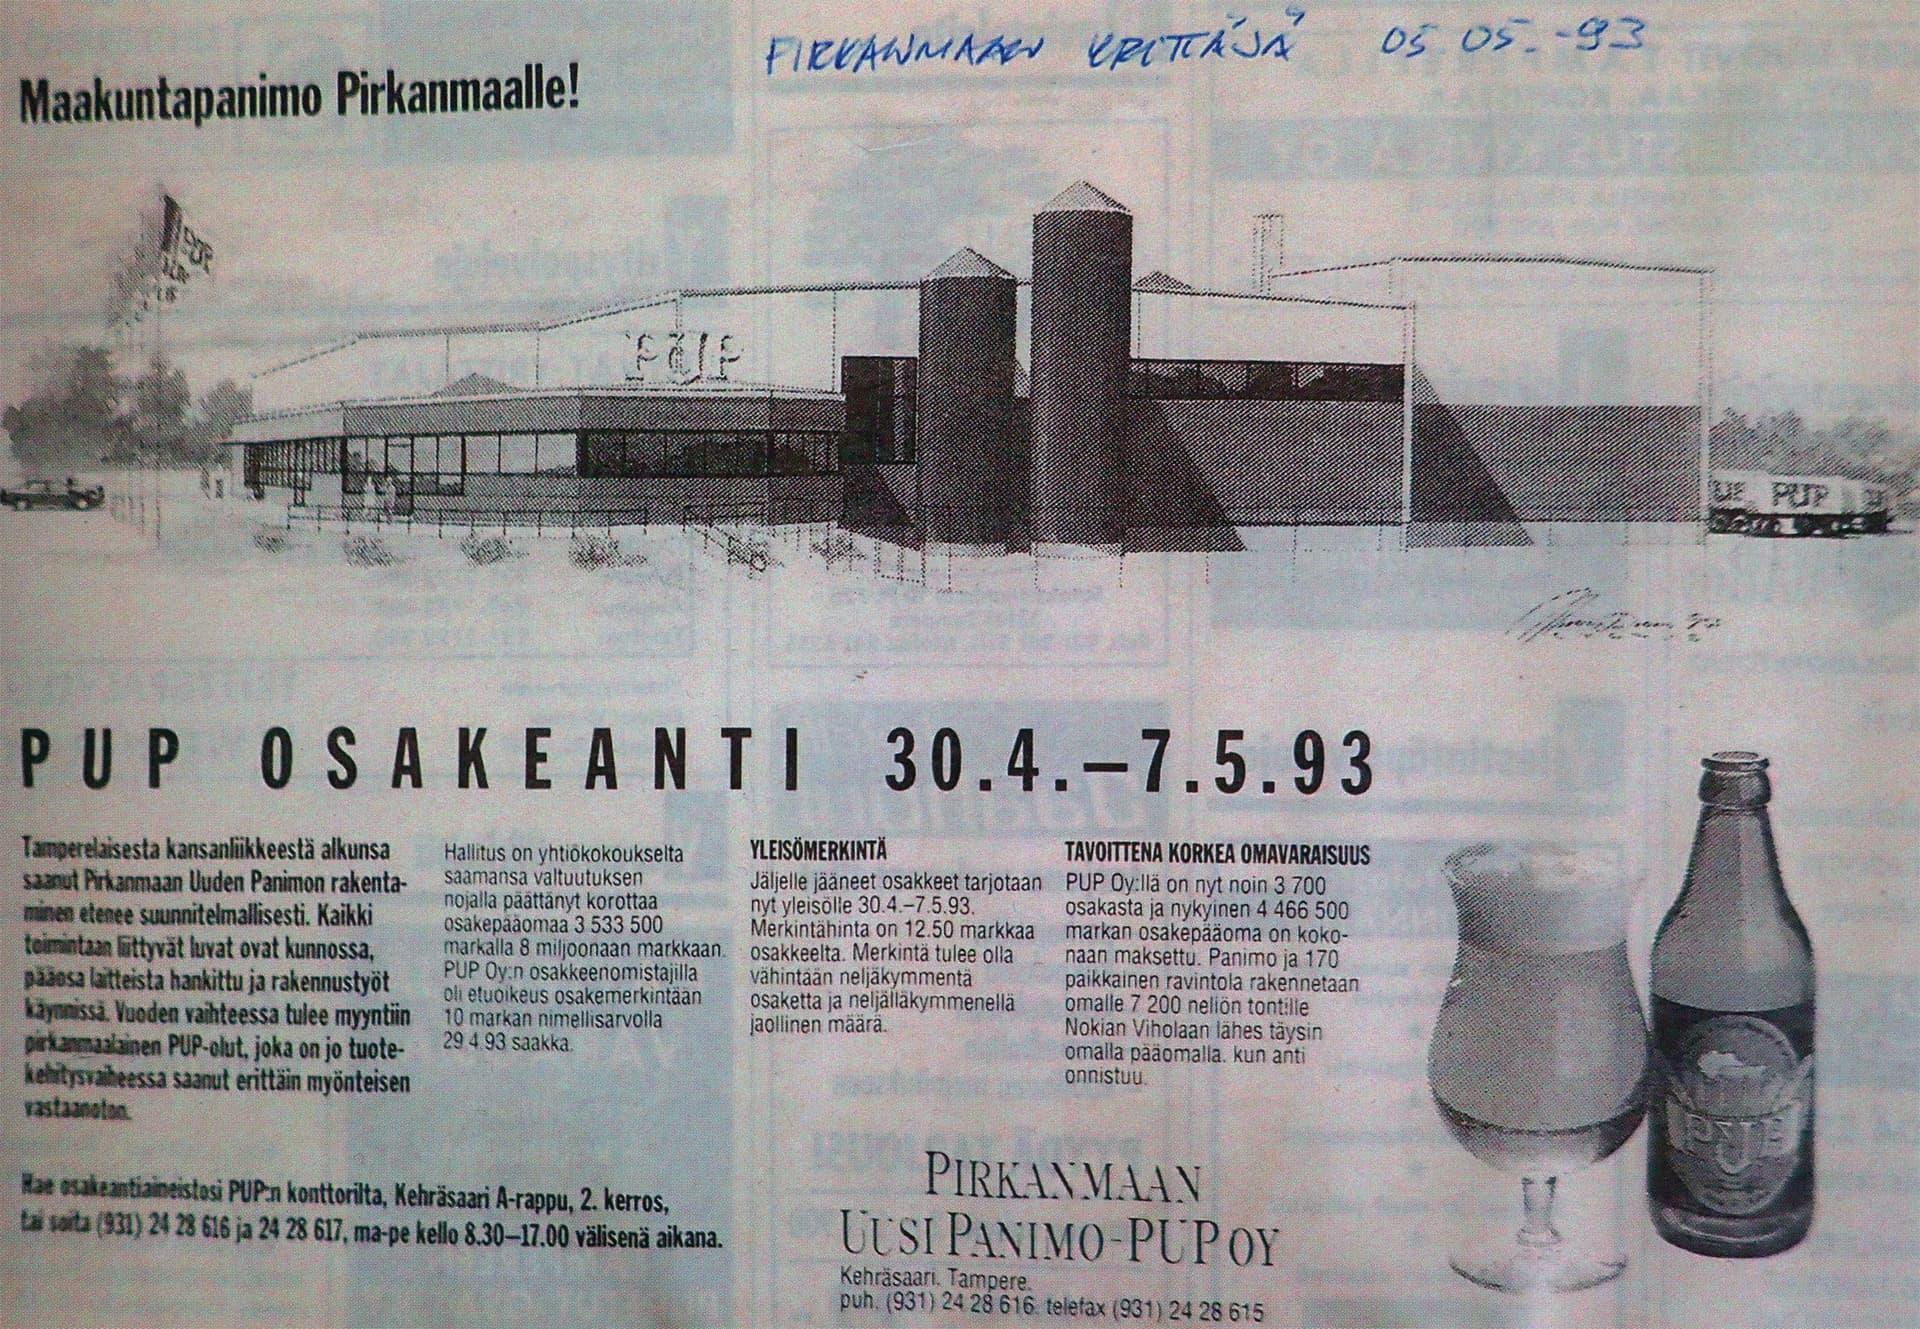 PIRKANMAAN YRITTÄJÄ 05.05.-93
Maakuntapanimo Pirkanmaalle!
PUP
PUP
PUP
PUP OSAKEANTI 30.4.–7.5.93
Tamperelaisesta kansanliikkeestä alkunsa
saanut Pirkanmaan Uuden Panimon rakenta-
minen etenee suunnitelmallisesti. Kaikki
toimintaan liittyvät luvat ovat kunnossa,
pääosa laitteista hankittu ja rakennustyöt
käynnissä. Vuoden vaihteessa tulee myyntiin
pirkanmaalainen PUP-olut, joka on jo tuote-
kehitysvaiheessa saanut erittäin myönteisen
vastaanoton.
Hallitus on yhtiökokoukselta
saamansa valtuutuksen
nojalla päättänyt korottaa
osakepääomaa 3 533 500
markalla 8 miljoonaan markkaan.
PUP Oy:n osakkeenomistajilla
oli etuoikeus osakemerkintään
10 markan nimellisarvolla
29.4.93 saakka.
YLEISÖMERKINTÄ
Jäljelle jääneet osakkeet tarjotaan
nyt yleisölle 30.4.–7.5.93.
Merkintähinta on 12.50 markkaa
osakkeelta. Merkintä tulee olla
vähintään neljäkymmentä
osaketta ja neljälläkymmenellä
jaollinen määrä.
TAVOITTENA KORKEA OMAVARAISUUS
PUP Oy:llä on nyt noin 3 700
osakasta ja nykyinen 4 466 500
markan osakepääoma on koko-
naan maksettu. Panimo ja 170
paikkainen ravintola rakennetaan
omalle 7 200 neliön tontille
Nokian Viholaan lähes täysin
omalla pääomalla. kun anti
onnistuu.
PUP
Hae osakeantiaineistosi PUP:n konttorilta, Kehräsaari A-rappu, 2. kerros,
tai soita (931) 24 28 616 ja 24 28 617, ma-pe kello 8.30–17.00 välisenä aikana.
PIRKANMAAN
UUSI PANIMO-PUP OY
Kehräsaari. Tampere.
puh. (931) 24 28 616. telefax (931) 24 28 615